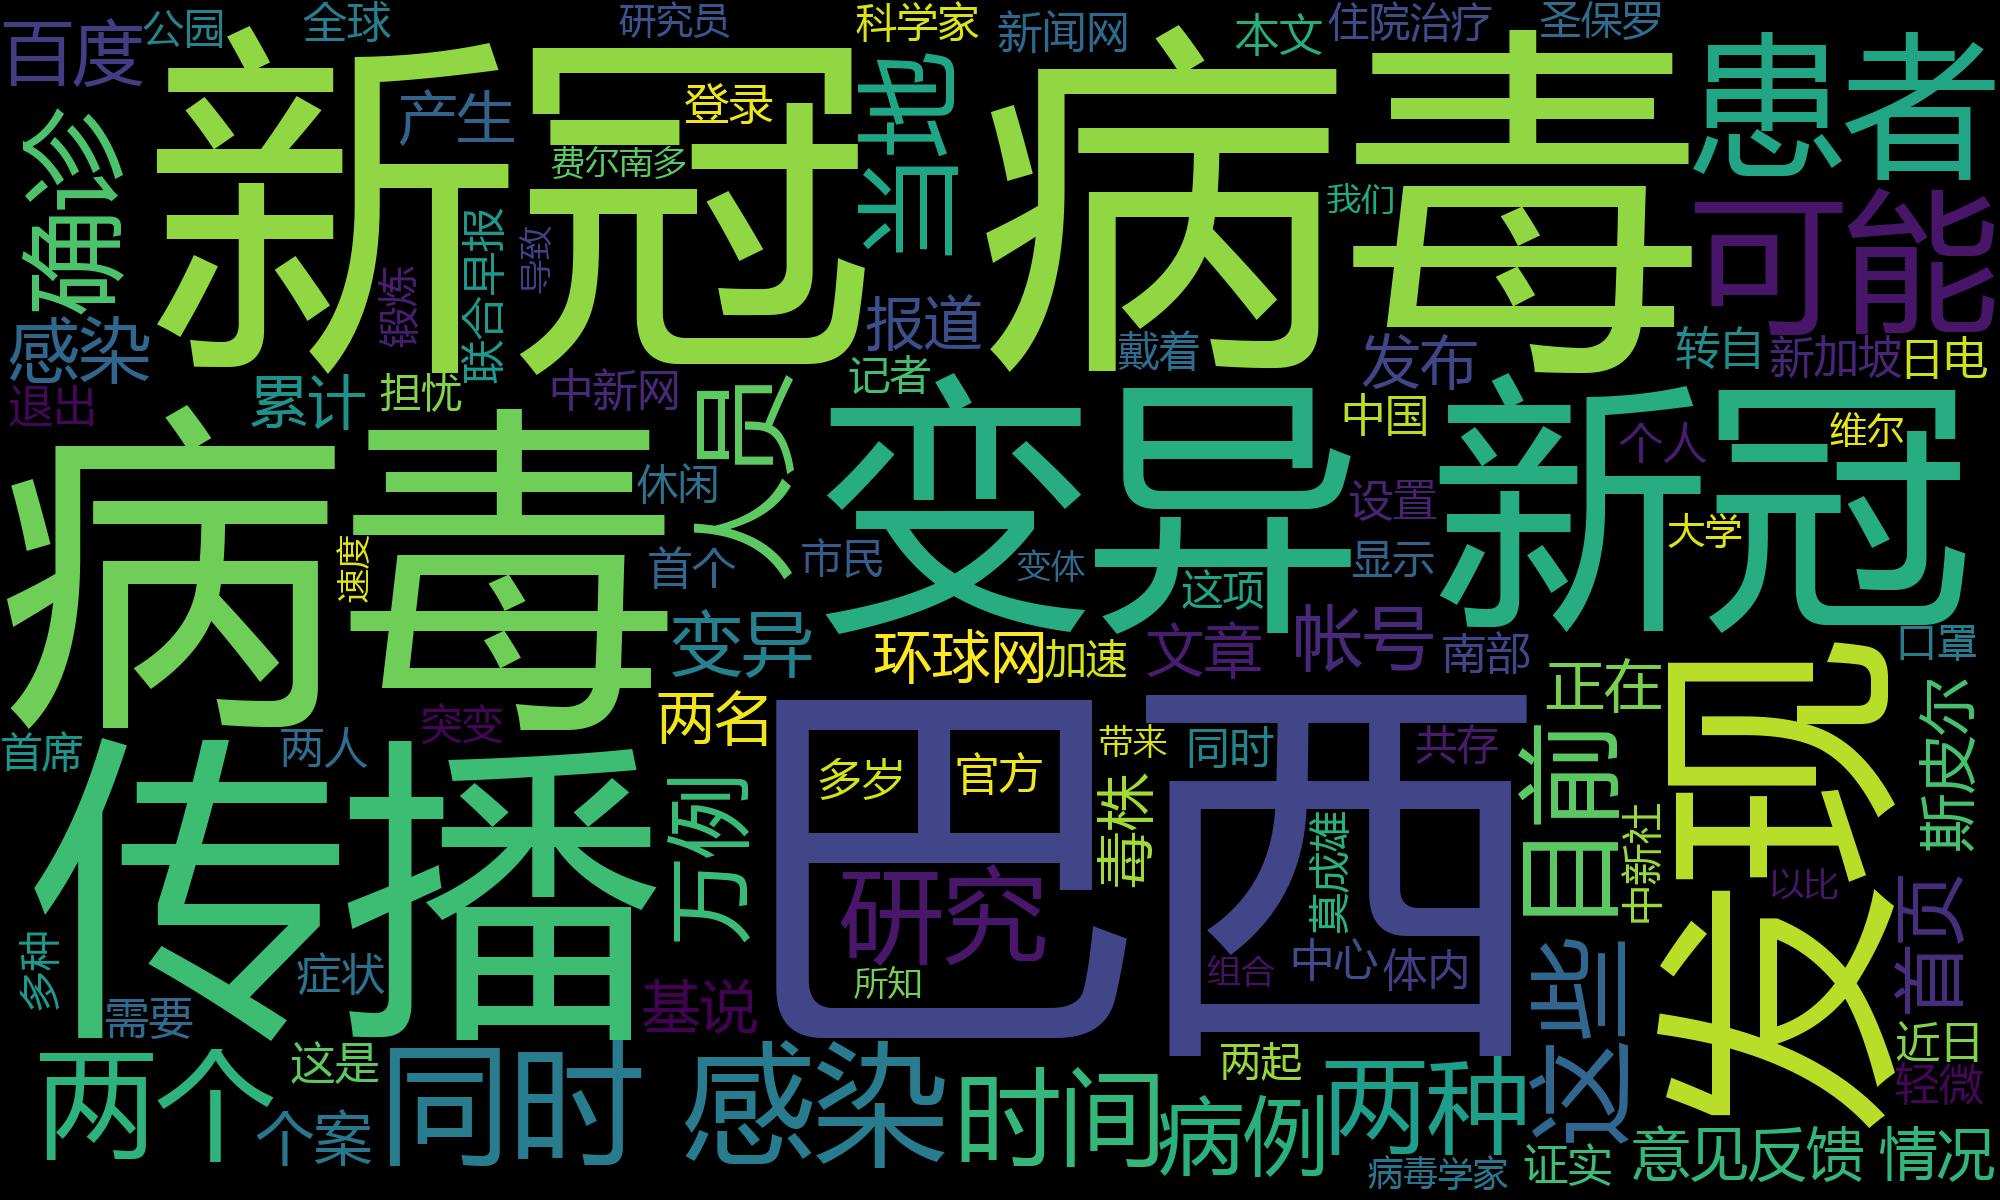 百度
公园
全球
研究员
科学家
新闻网
本文
住院治疗
圣保罗
新冠
病毒
患者
产生
登录
当地
确诊
费尔南多
我们
可能
联合早报
导致
锻炼
感染
报道
戴着
发布
转自
新加坡
日电
退出
累计
担忧
中新网
记者
人员
变异
中国
新冠
个人
维尔
病毒
休闲
设置
大学
速度
首个
市民
变体
这项
显示
变异
环球网
加速
文章
帐号
南部
口罩
正在
发现
两名
突变
首席
两人
巴西
带来
同时
共存
目前
斯皮尔
传播
万例
多岁
官方
毒株
莫成雄
中新社
以比
首页
研究
多种
症状
需要
所知
组合
中心
体内
这些
基说
近日
轻微
两个
这是
个案
同时
感染
时间
两起
病例
两种
病毒学家
证实
意见反馈
情况